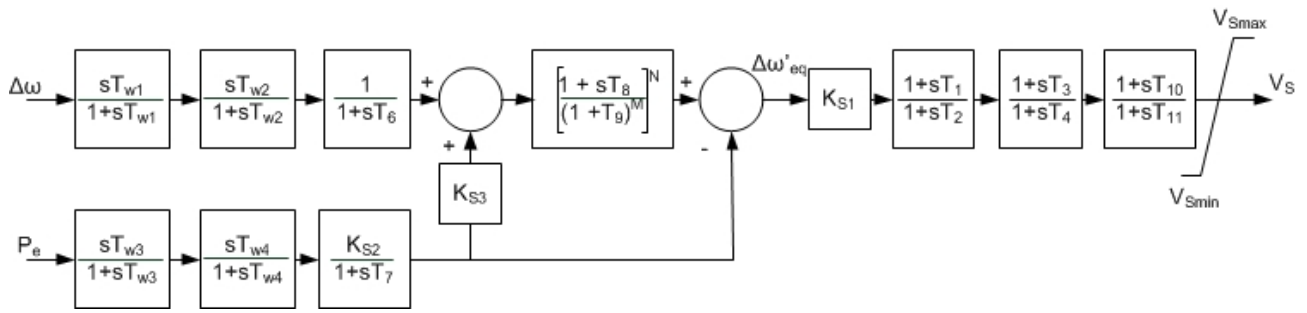 Δω
sT_w1
1+sT_w1
sT_w2
1+sT_w2
1
1+sT_6
+
+
[1 + sT_8
(1 +T_9)^M]^N
+
-
Δω'_eq
K_S1
1+sT_1
1+sT_2
1+sT_3
1+sT_4
1+sT_10
1+sT_11
V_Smax
V_Smin
V_S
K_S3
P_e
sT_w3
1+sT_w3
sT_w4
1+sT_w4
K_S2
1+sT_7